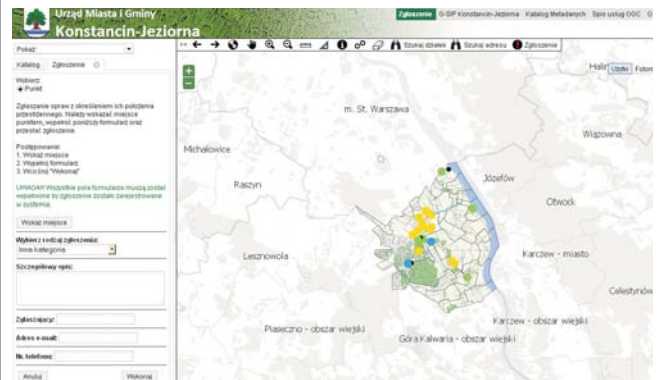 Urząd Miasta i Gminy
Konstancin-Jeziorna
Zgłoszenie G-SIP Konstancin-Jeziorna Katalog Metadanych Spis usług OGC
Pokaż:
Katalog Zgłoszenie
Szukaj działek Szukaj adresu Zgłoszenie
Wybierz
Punkt
Zgłaszanie spraw z określeniem ich położenia
przestrzennego. Należy wskazać miejsce
punktem, wypełnić poniższy formularz oraz
przesłać zgłoszenie.
Postępowanie:
1. Wskaż miejsce
2. Wypełnij formularz
3. Wciśnij "Wykonaj"
UWAGA!!! Wszystkie pola formularza muszą zostać
wypełnione by zgłoszenie zostało zarejestrowane
w systemie.
Wskaż miejsce
Wybierz rodzaj zgłoszenia:
Inna kategoria
Szczegółowy opis:
Zgłaszający:
Adres e-mail:
Nr. telefonu:
Anuluj Wykonaj
Użytki
m. St. Warszawa
Wiązowna
Michałowice
Józefów
Raszyn
Otwock
Lesznowola
Karczew - miasto
Karczew - obszar wiejski
Piaseczno - obszar wiejski
Góra Kalwaria - obszar wiejski